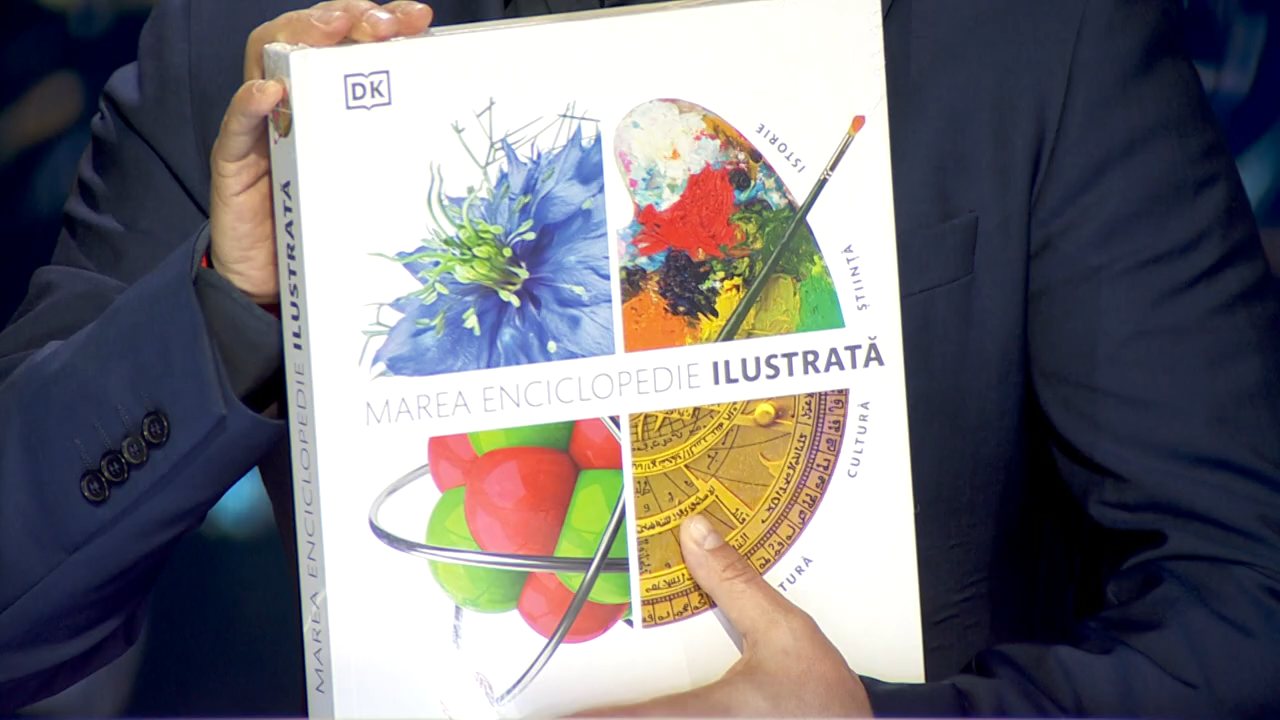 DK
ISTORIE
ȘTIINȚĂ
MAREA ENCICLOPEDIE ILUSTRATĂ
CULTURĂ
MAREA ENCICLOPEDIE ILUSTRATĂ